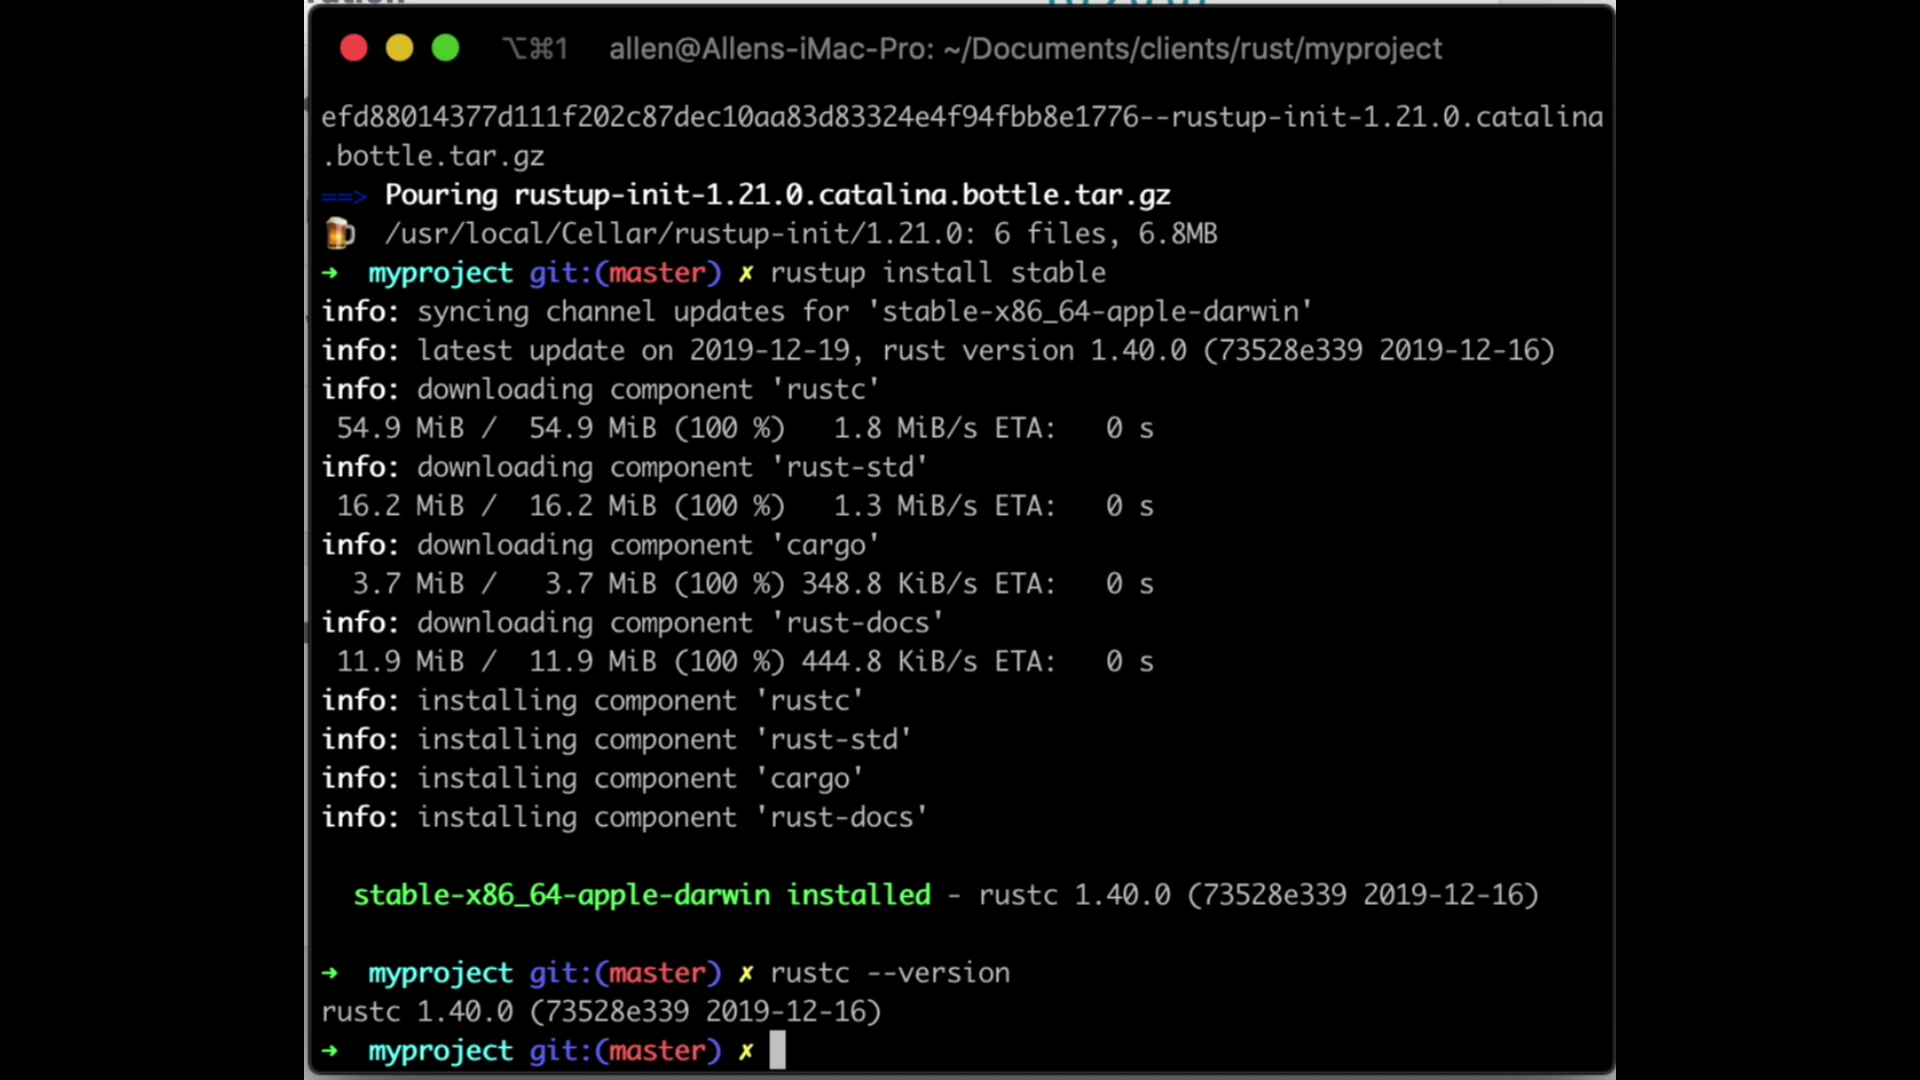 ⌥⌘1 allen@Allens-iMac-Pro: ~/Documents/clients/rust/myproject
efd88014377d111f202c87dec10aa83d83324e4f94fbb8e1776--rustup-init-1.21.0.catalina
.bottle.tar.gz
==> Pouring rustup-init-1.21.0.catalina.bottle.tar.gz
🍺 /usr/local/Cellar/rustup-init/1.21.0: 6 files, 6.8MB
➜ myproject git:(master) ✗ rustup install stable
info: syncing channel updates for 'stable-x86_64-apple-darwin'
info: latest update on 2019-12-19, rust version 1.40.0 (73528e339 2019-12-16)
info: downloading component 'rustc'
54.9 MiB / 54.9 MiB (100 %) 1.8 MiB/s ETA: 0 s
info: downloading component 'rust-std'
16.2 MiB / 16.2 MiB (100 %) 1.3 MiB/s ETA: 0 s
info: downloading component 'cargo'
3.7 MiB / 3.7 MiB (100 %) 348.8 KiB/s ETA: 0 s
info: downloading component 'rust-docs'
11.9 MiB / 11.9 MiB (100 %) 444.8 KiB/s ETA: 0 s
info: installing component 'rustc'
info: installing component 'rust-std'
info: installing component 'cargo'
info: installing component 'rust-docs'
stable-x86_64-apple-darwin installed - rustc 1.40.0 (73528e339 2019-12-16)
➜ myproject git:(master) ✗ rustc --version
rustc 1.40.0 (73528e339 2019-12-16)
➜ myproject git:(master) ✗